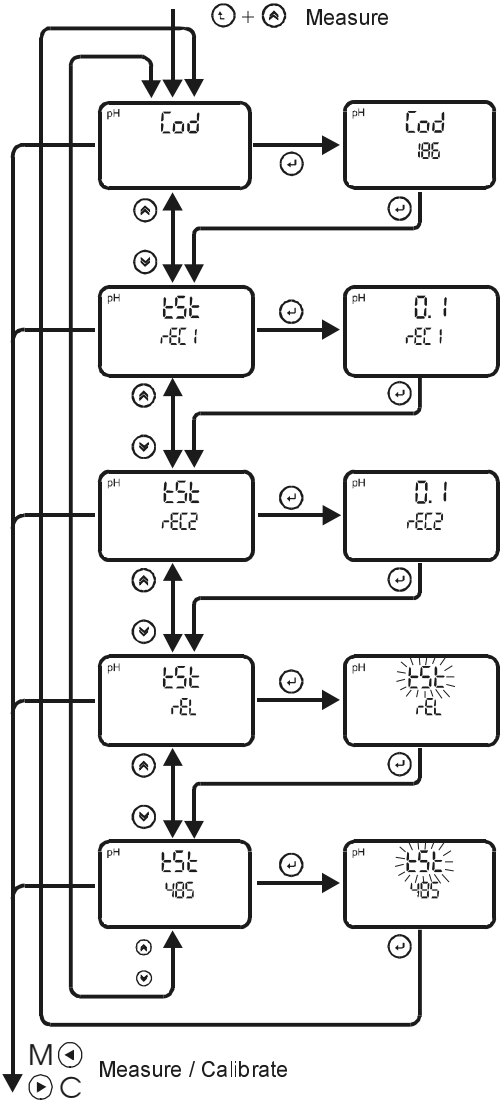 + Measure
pH
Cod
pH
Cod
186
pH
tSt
rEC1
pH
0.1
rEC1
pH
tSt
rEC2
pH
0.1
rEC2
pH
tSt
rEL
pH
tSt
rEL
pH
tSt
485
pH
tSt
485
M
C
Measure / Calibrate